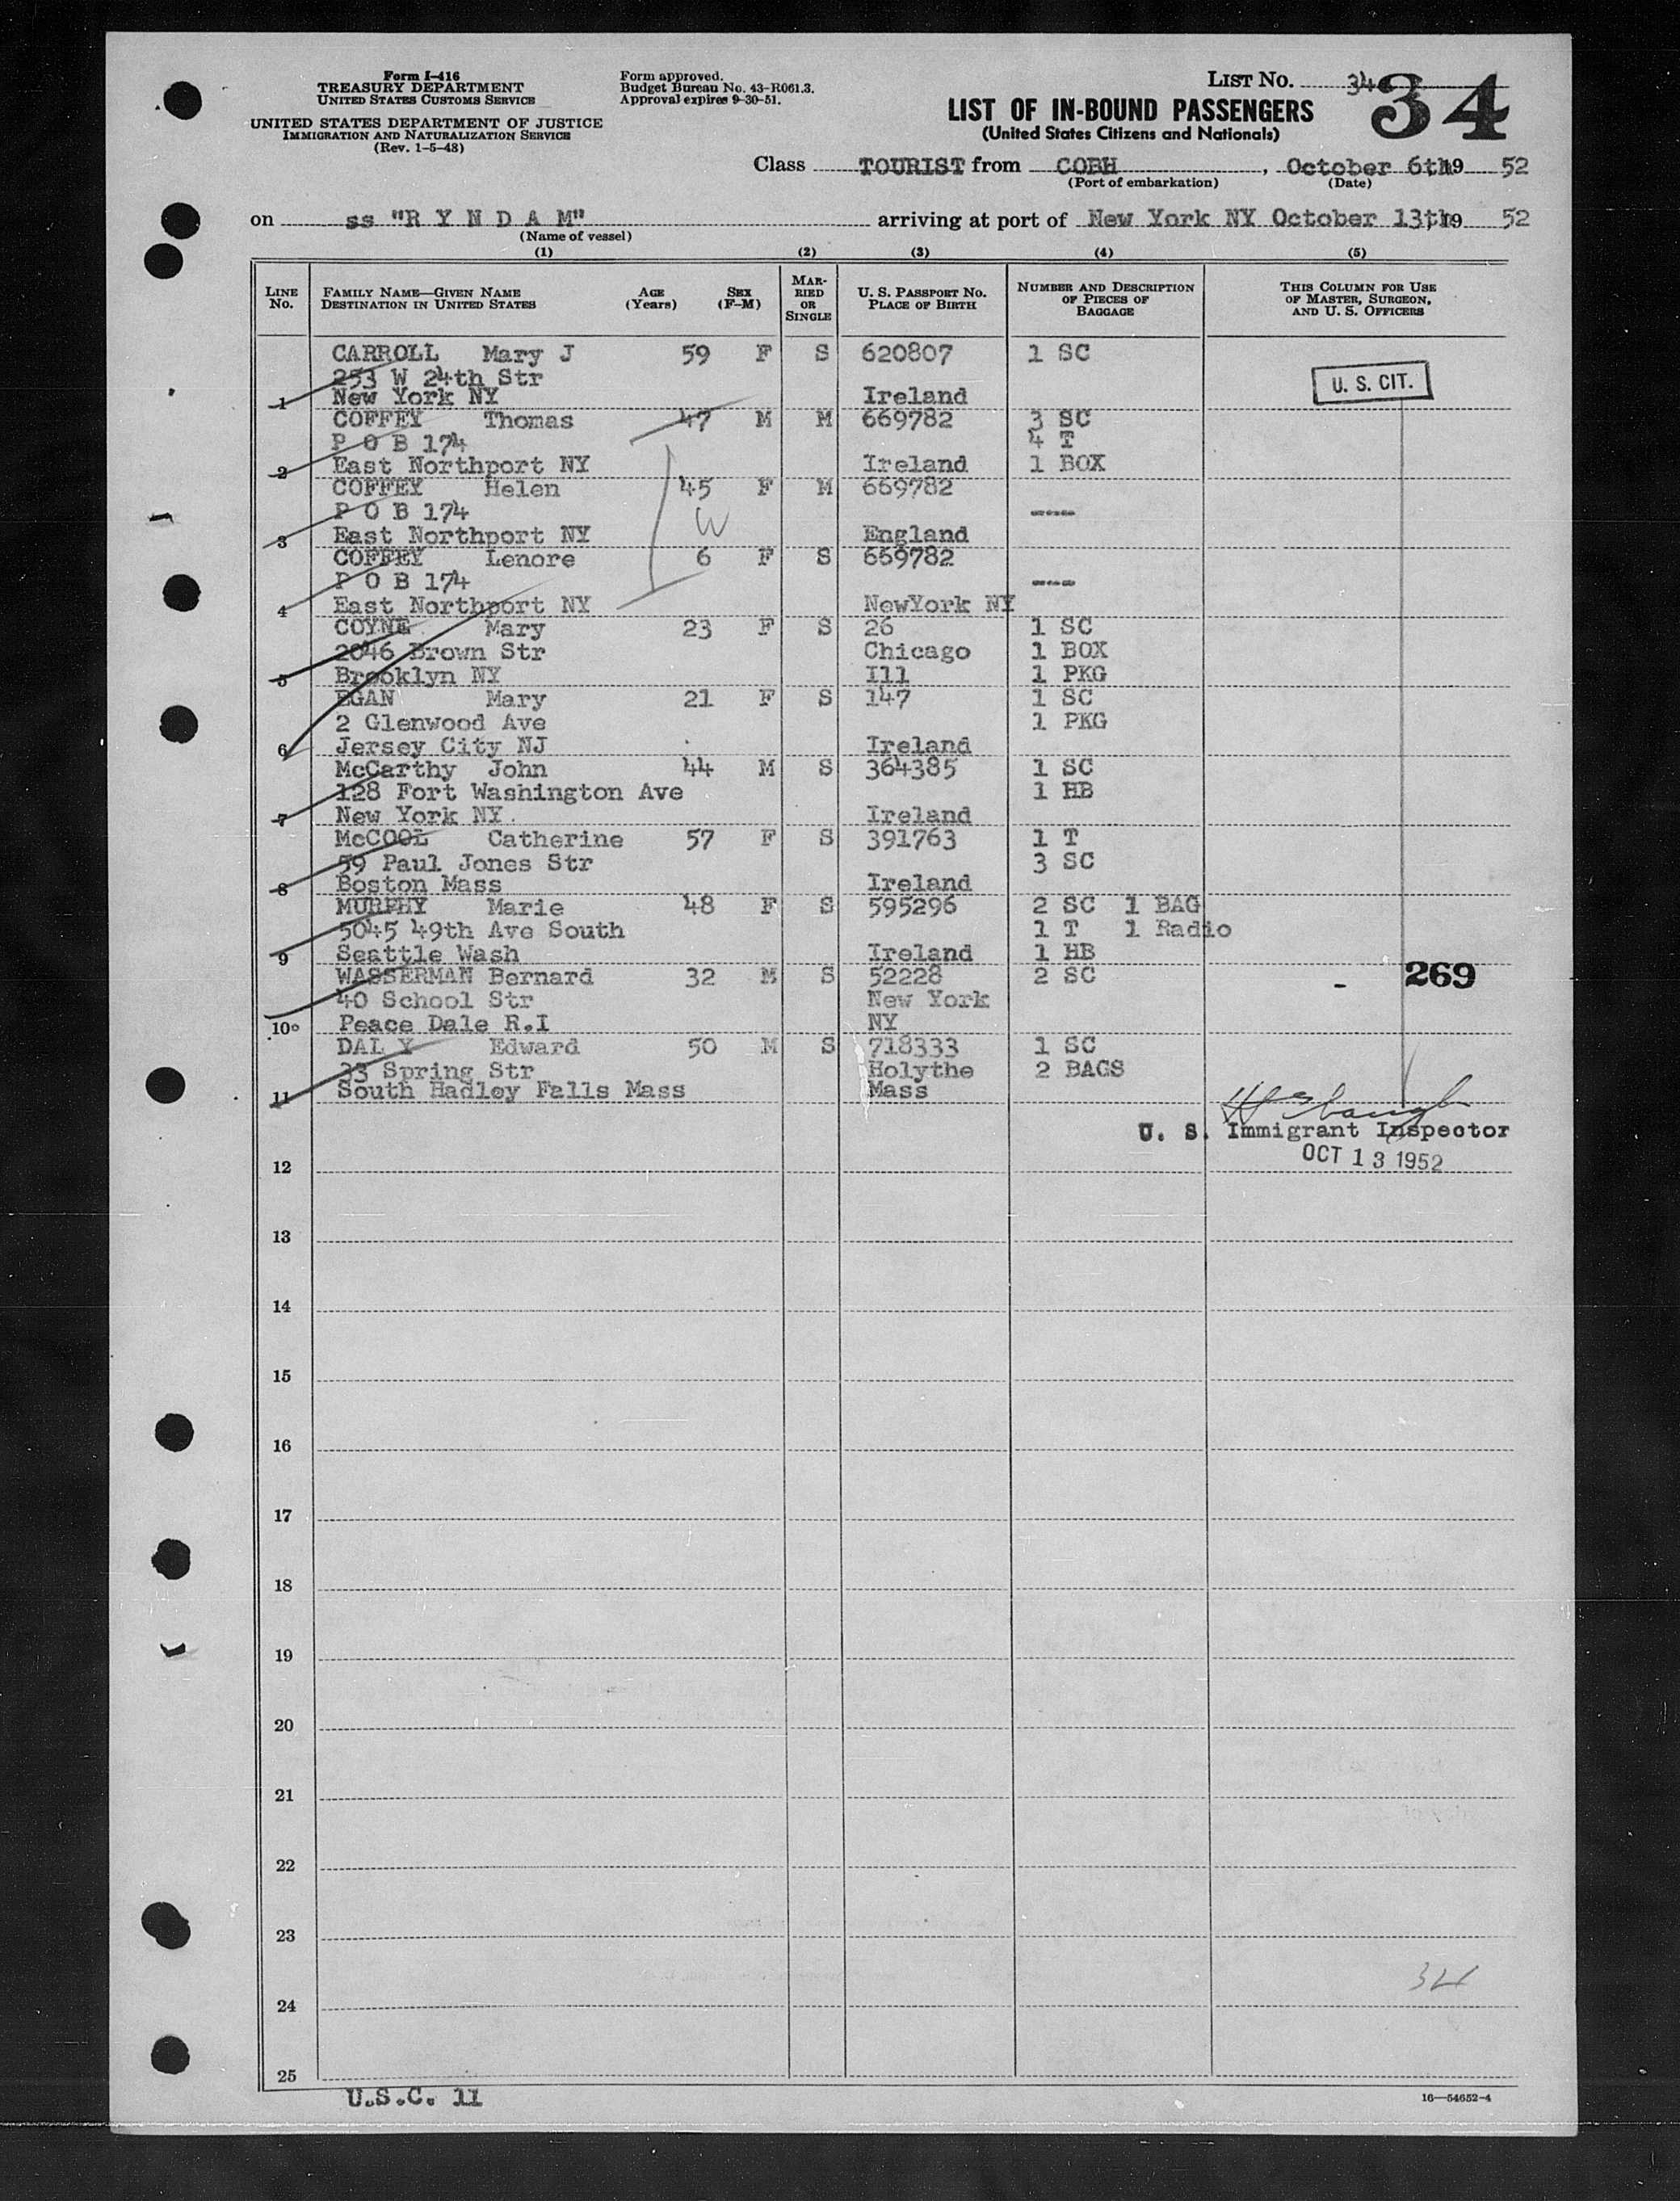 Form I-416
TREASURY DEPARTMENT
UNITED STATES CUSTOMS SERVICE
UNITED STATES DEPARTMENT OF JUSTICE
IMMIGRATION AND NATURALIZATION SERVICE
(Rev. 1-5-48)
Form approved.
Budget Bureau No. 43-R061.3.
Approval expires 9-30-51.
LIST NO. 34 34
LIST OF IN-BOUND PASSENGERS
(United States Citizens and Nationals)
Class TOURIST from COBH, October 6th 19 52
(Port of embarkation) (Date)
on ss "R Y N D A M" arriving at port of New York NY October 13th, 19 52
(Name of vessel)
(1) (2) (3) (4) (5)
LINE No. FAMILY NAME—GIVEN NAME DESTINATION IN UNITED STATES AGE (Years) SEX (F-M) MARRIED OR SINGLE U. S. PASSPORT NO. PLACE OF BIRTH NUMBER AND DESCRIPTION OF PIECES OF BAGGAGE THIS COLUMN FOR USE OF MASTER, SURGEON, AND U. S. OFFICERS
CARROLL Mary J 59 F S 620807 1 SC
253 W 24th Str U. S. CIT.
1 New York NY Ireland
COFFEY Thomas 47 M M 669782 3 SC
P O B 174 4 T
2 East Northport NY Ireland 1 BOX
COFFEY Helen 45 F M 669782
P O B 174 W -----
3 East Northport NY England
COFFEY Lenore 6 F S 669782
P O B 174 -----
4 East Northport NY NewYork NY
COYNE Mary 23 F S 26 1 SC
2046 Brown Str Chicago 1 BOX
5 Brooklyn NY Ill 1 PKG
EGAN Mary 21 F S 147 1 SC
2 Glenwood Ave 1 PKG
6 Jersey City NJ Ireland
McCarthy John 44 M S 364385 1 SC
128 Fort Washington Ave 1 HB
7 New York NY. Ireland
McCOOL Catherine 57 F S 391763 1 T
59 Paul Jones Str 3 SC
8 Boston Mass Ireland
MURPHY Marie 48 F S 595296 2 SC 1 BAG
5045 49th Ave South 1 T 1 Radio
9 Seattle Wash Ireland 1 HB
WASSERMAN Bernard 32 M S 52228 2 SC - 269
40 School Str New York
10 Peace Dale R.I NY
DAL Y Edward 50 M S 718333 1 SC
33 Spring Str Holythe 2 BAGS
11 South Hadley Falls Mass Mass
U. S. Immigrant Inspector
OCT 13 1952
12
13
14
15
16
17
18
19
20
21
22
23
34
24
25
U.S.C. 11
16—54652-4